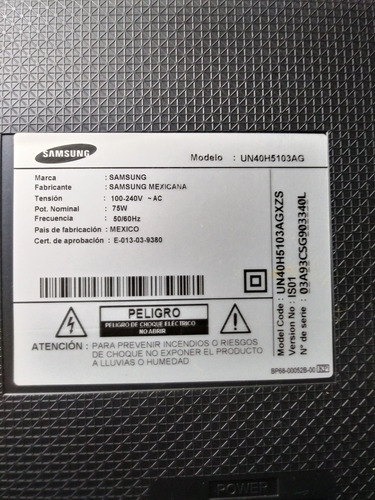 SAMSUNG
Modelo : UN40H5103AG
Marca : SAMSUNG
Fabricante : SAMSUNG MEXICANA
Tensión : 100-240V ~ AC
Pot. Nominal : 75W
Frecuencia : 50/60Hz
País de fabricación : MEXICO
Cert. de aprobación : E-013-03-9380
PELIGRO
PELIGRO DE CHOQUE ELÉCTRICO
NO ABRIR
ATENCIÓN : PARA PREVENIR INCENDIOS O RIESGOS
DE CHOQUE NO EXPONER EL PRODUCTO
A LLUVIAS O HUMEDAD
Model Code : UN40H5103AGXZS
Version No : IS01
N° de serie : 03A93CSG903340L
BP68-00052B-00
POWER